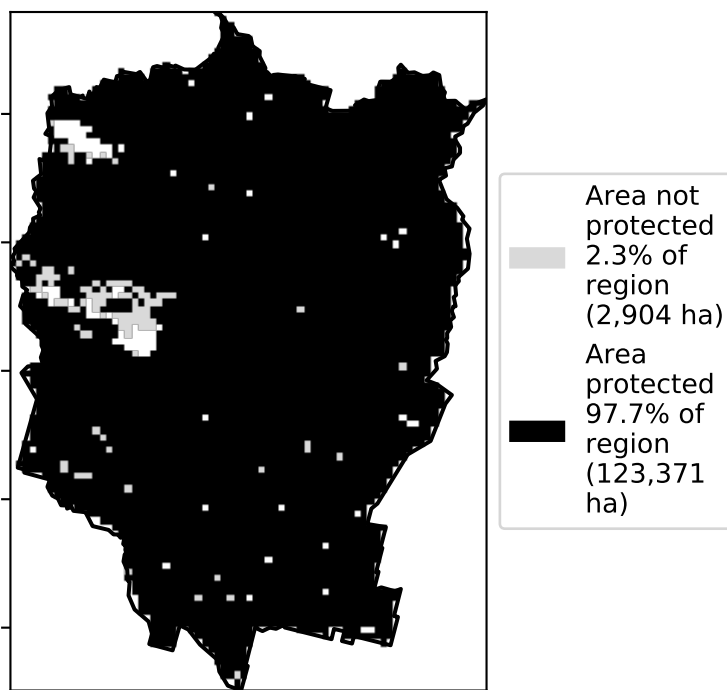 Area not
protected
2.3% of
region
(2,904 ha)
Area
protected
97.7% of
region
(123,371
ha)